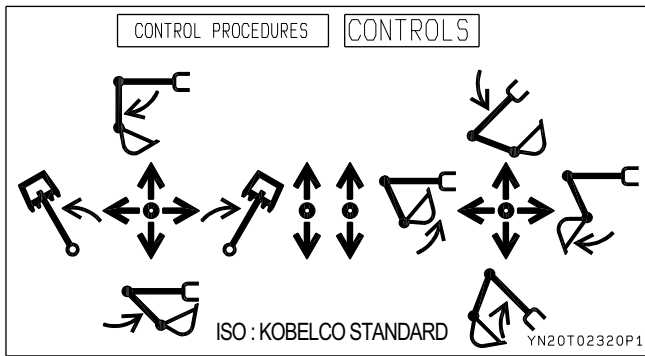 CONTROL PROCEDURES CONTROLS
ISO : KOBELCO STANDARD
YN20T02320P1